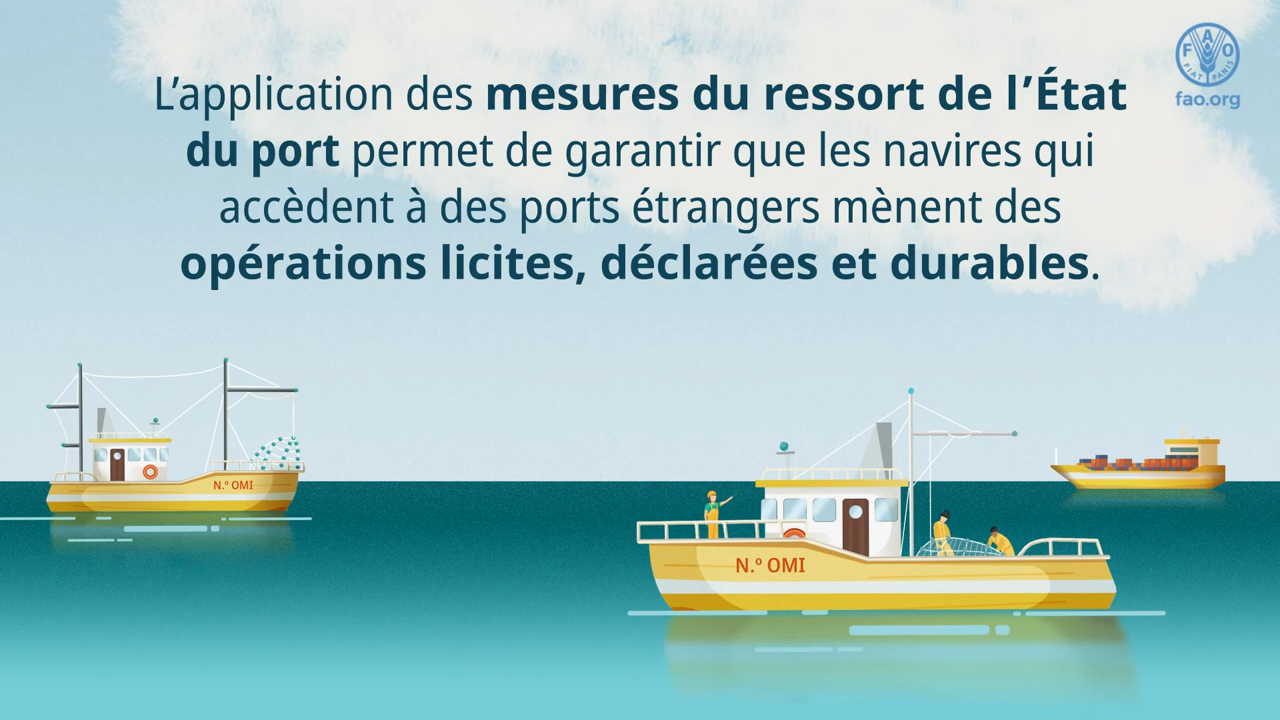 L’application des mesures du ressort de l’État
du port permet de garantir que les navires qui
accèdent à des ports étrangers mènent des
opérations licites, déclarées et durables.
F A O
FIAT PANIS
fao.org
N.º OMI
N.º OMI